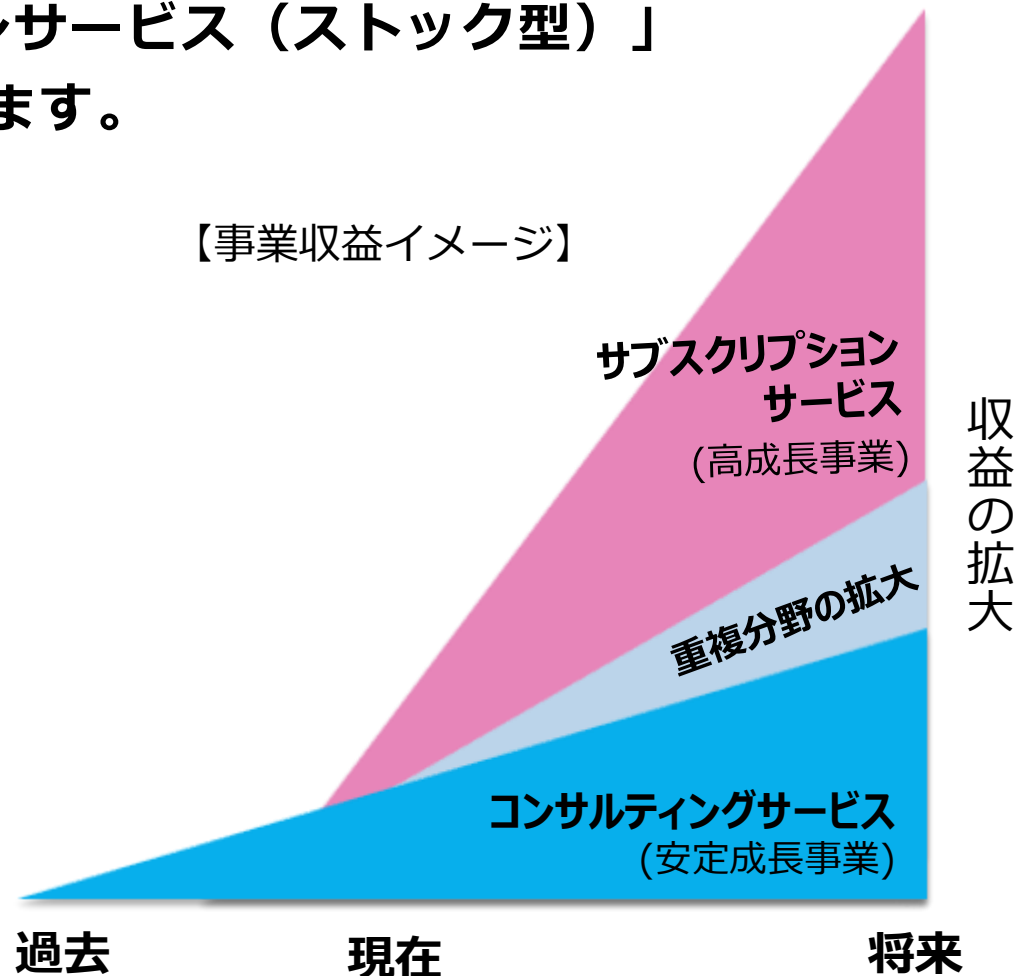 サービス（ストック型）」
ます。
【事業収益イメージ】
サブスクリプション
サービス
(高成長事業)
収益の拡大
重複分野の拡大
コンサルティングサービス
(安定成長事業)
過去 現在 将来